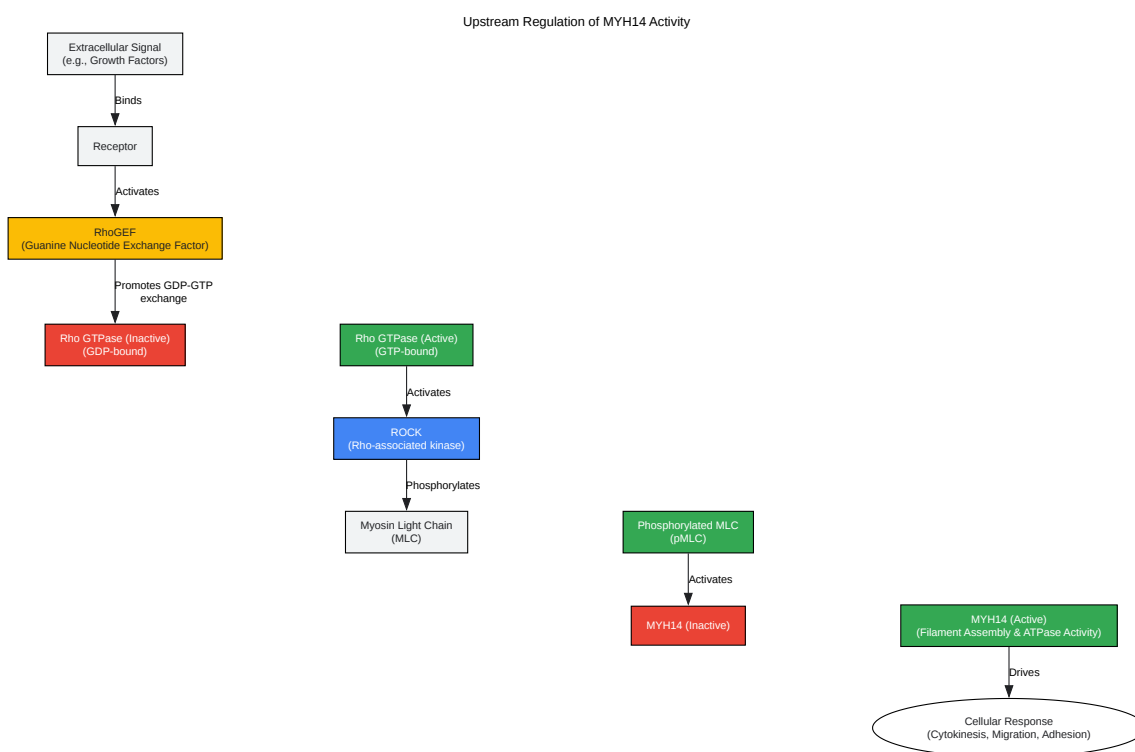 Upstream Regulation of MYH14 Activity
Extracellular Signal
(e.g., Growth Factors)
Binds
Receptor
Activates
RhoGEF
(Guanine Nucleotide Exchange Factor)
Promotes GDP-GTP
exchange
Rho GTPase (Inactive)
(GDP-bound)
Rho GTPase (Active)
(GTP-bound)
Activates
ROCK
(Rho-associated kinase)
Phosphorylates
Myosin Light Chain
(MLC)
Phosphorylated MLC
(pMLC)
Activates
MYH14 (Inactive)
MYH14 (Active)
(Filament Assembly & ATPase Activity)
Drives
Cellular Response
(Cytokinesis, Migration, Adhesion)